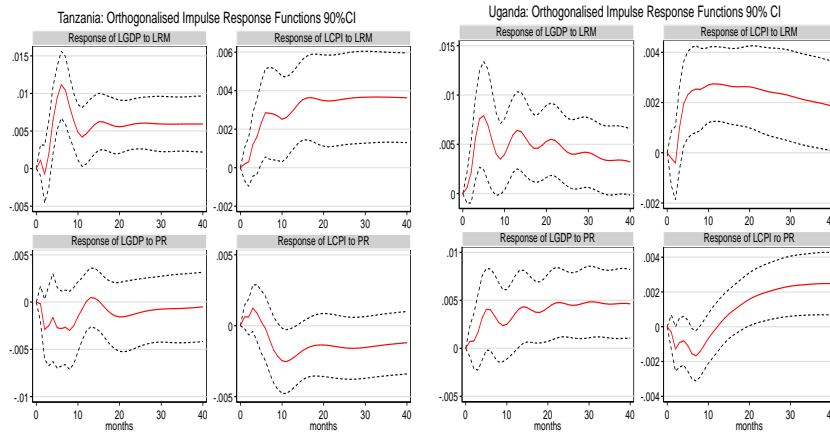 Tanzania: Orthogonalised Impulse Response Functions 90%CI
Response of LGDP to LRM
Response of LCPI to LRM
.015
.01
.005
0
-.005
.006
.004
.002
0
-.002
0 10 20 30 40
0 10 20 30 40
Response of LGDP to PR
Response of LCPI to PR
.005
0
-.005
-.01
.005
0
-.005
0 10 20 30 40
months
0 10 20 30 40
months
Uganda: Orthogonalised Impulse Response Functions 90% CI
Response of LGDP to LRM
Response of LCPI to LRM
.015
.01
.005
0
.004
.002
0
-.002
0 10 20 30 40
0 10 20 30 40
Response of LGDP to PR
Response of LCPI ro PR
.01
.005
0
-.005
.004
.002
0
-.002
-.004
0 10 20 30 40
months
0 10 20 30 40
months